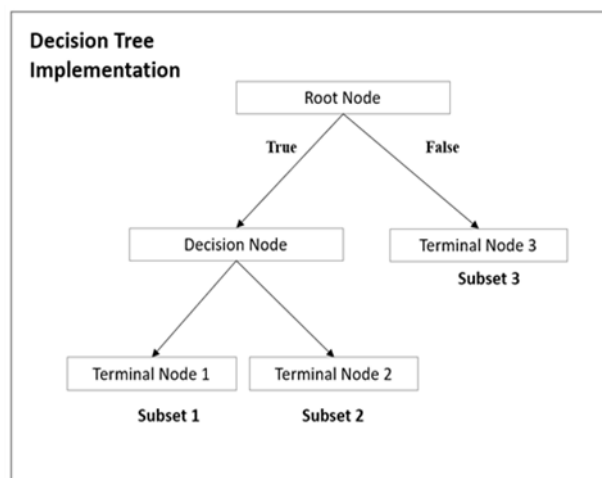 Decision Tree
Implementation
Root Node
True
False
Decision Node
Terminal Node 3
Subset 3
Terminal Node 1
Terminal Node 2
Subset 1
Subset 2